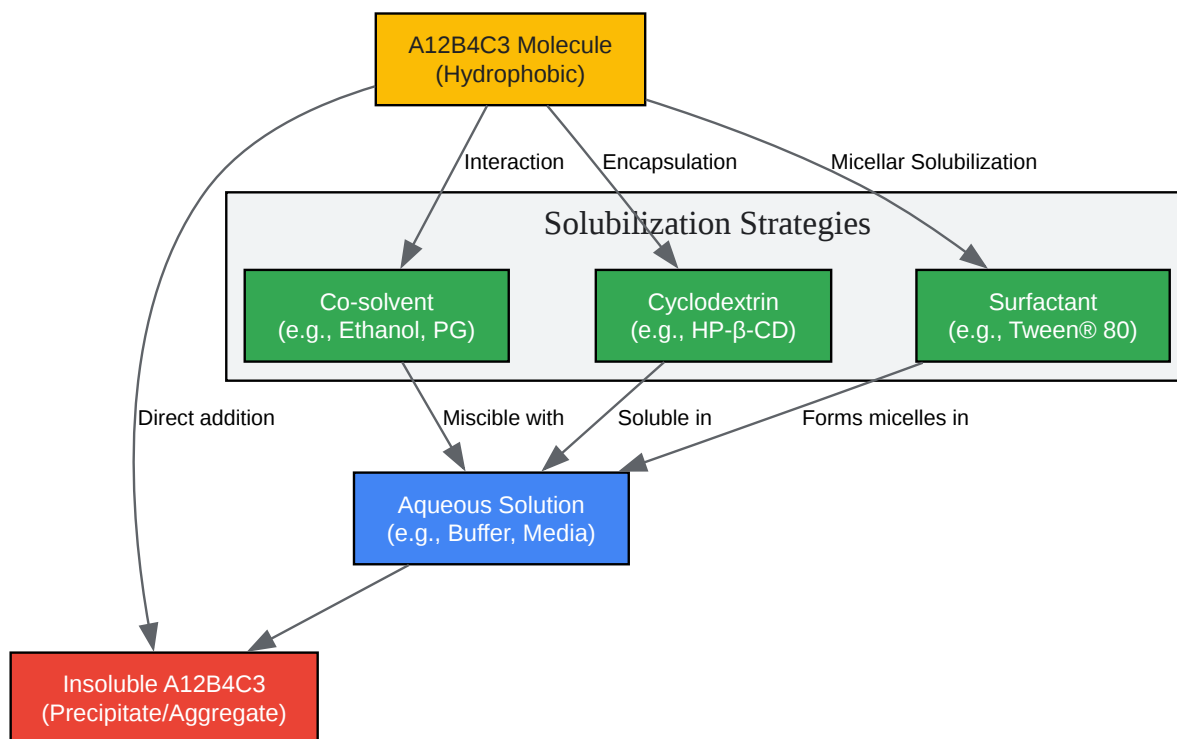 A12B4C3 Molecule
(Hydrophobic)
Interaction
Encapsulation
Micellar Solubilization
Solubilization Strategies
Co-solvent
(e.g., Ethanol, PG)
Cyclodextrin
(e.g., HP-β-CD)
Surfactant
(e.g., Tween® 80)
Direct addition
Miscible with
Soluble in
Forms micelles in
Aqueous Solution
(e.g., Buffer, Media)
Insoluble A12B4C3
(Precipitate/Aggregate)